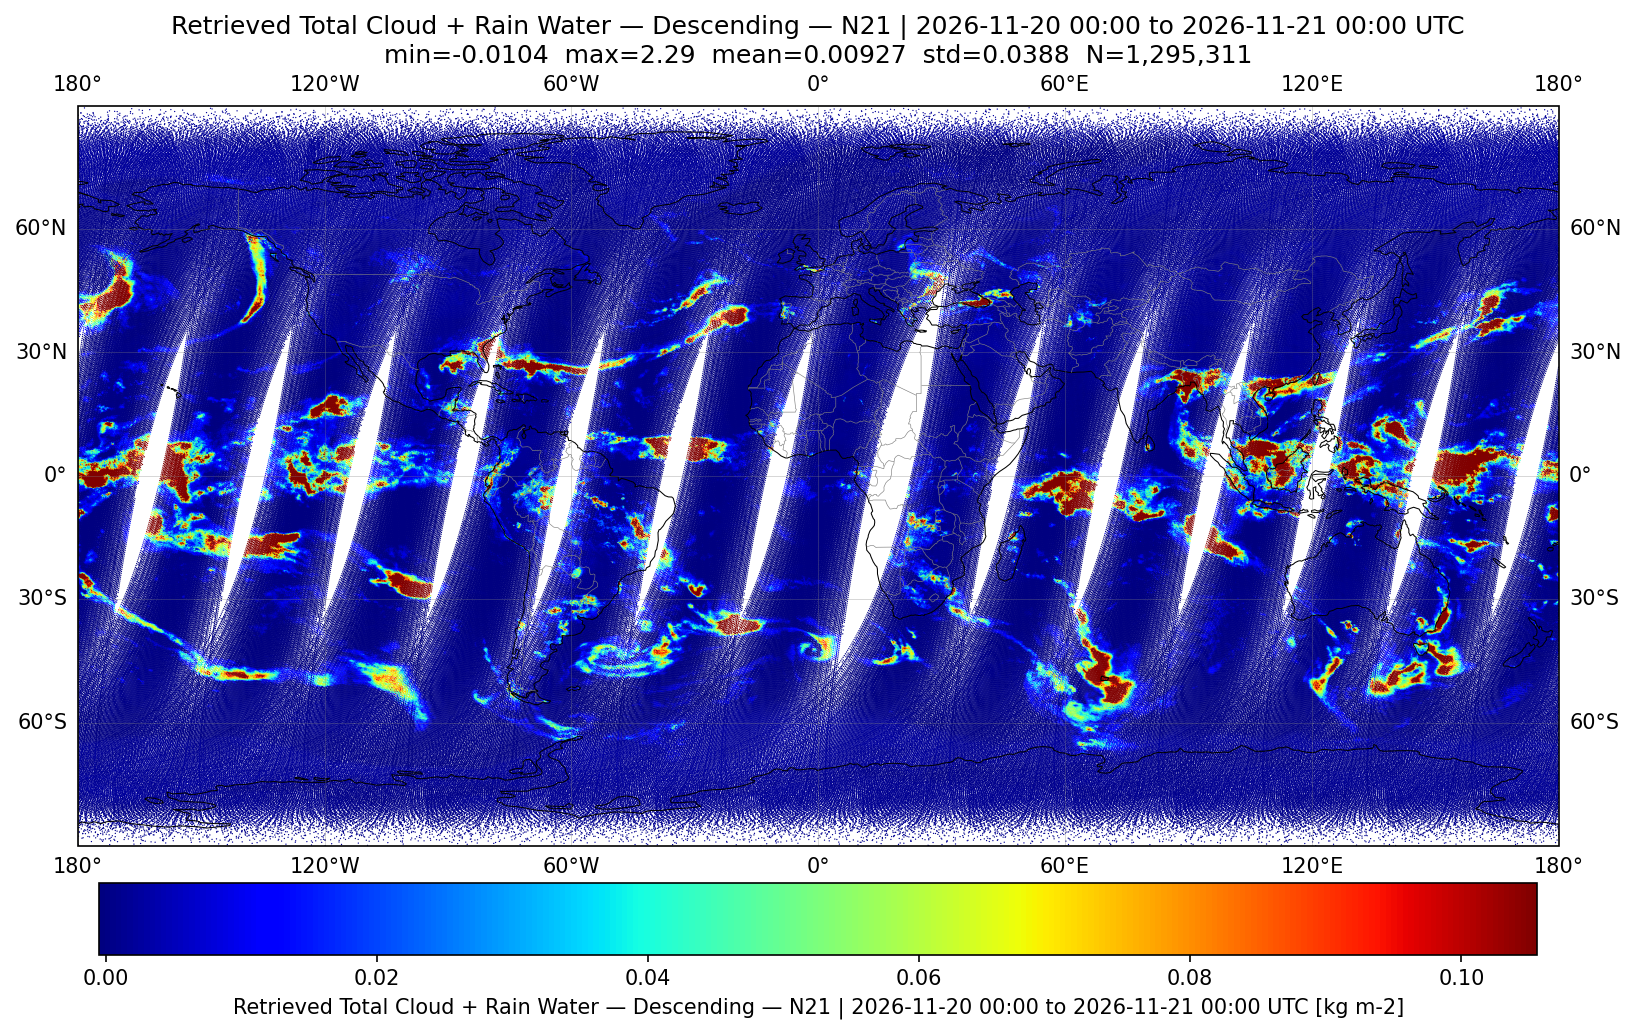 Retrieved Total Cloud + Rain Water — Descending — N21 | 2026-11-20 00:00 to 2026-11-21 00:00 UTC
min=-0.0104  max=2.29  mean=0.00927  std=0.0388  N=1,295,311
180° 120°W 60°W 0° 60°E 120°E 180°
60°N 60°N
30°N 30°N
0° 0°
30°S 30°S
60°S 60°S
180° 120°W 60°W 0° 60°E 120°E 180°
0.00 0.02 0.04 0.06 0.08 0.10
Retrieved Total Cloud + Rain Water — Descending — N21 | 2026-11-20 00:00 to 2026-11-21 00:00 UTC [kg m-2]